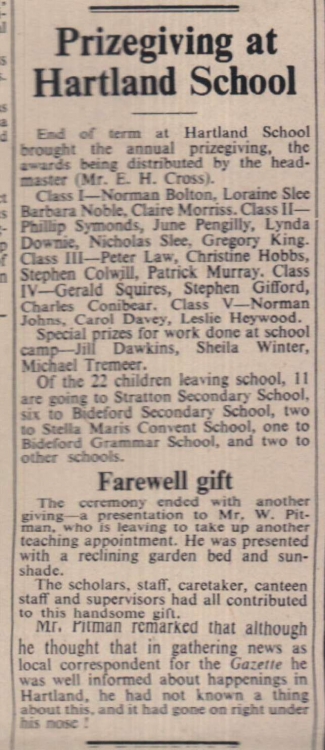 Prizegiving at
Hartland School
End of term at Hartland School
brought the annual prizegiving, the
awards being distributed by the head-
master (Mr. E. H. Cross).
Class I—Norman Bolton, Loraine Slee
Barbara Noble, Claire Morriss. Class II—
Phillip Symonds, June Pengilly, Lynda
Downie, Nicholas Slee, Gregory King.
Class III—Peter Law, Christine Hobbs,
Stephen Colwill, Patrick Murray. Class
IV—Gerald Squires, Stephen Gifford,
Charles Conibear. Class V—Norman
Johns, Carol Davey, Leslie Heywood.
Special prizes for work done at school
camp—Jill Dawkins, Sheila Winter,
Michael Tremeer.
Of the 22 children leaving school, 11
are going to Stratton Secondary School,
six to Bideford Secondary School, two
to Stella Maris Convent School, one to
Bideford Grammar School, and two to
other schools.
Farewell gift
The ceremony ended with another
giving—a presentation to Mr. W. Pit-
man, who is leaving to take up another
teaching appointment. He was presented
with a reclining garden bed and sun-
shade.
The scholars, staff, caretaker, canteen
staff and supervisors had all contributed
to this handsome gift.
Mr. Pitman remarked that although
he thought that in gathering news as
local correspondent for the Gazette he
was well informed about happenings in
Hartland, he had not known a thing
about this, and it had gone on right under
his nose !